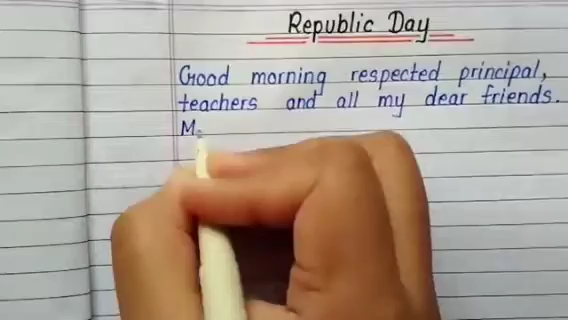 Republic Day
Good morning respected principal,
teachers and all my dear friends.
M